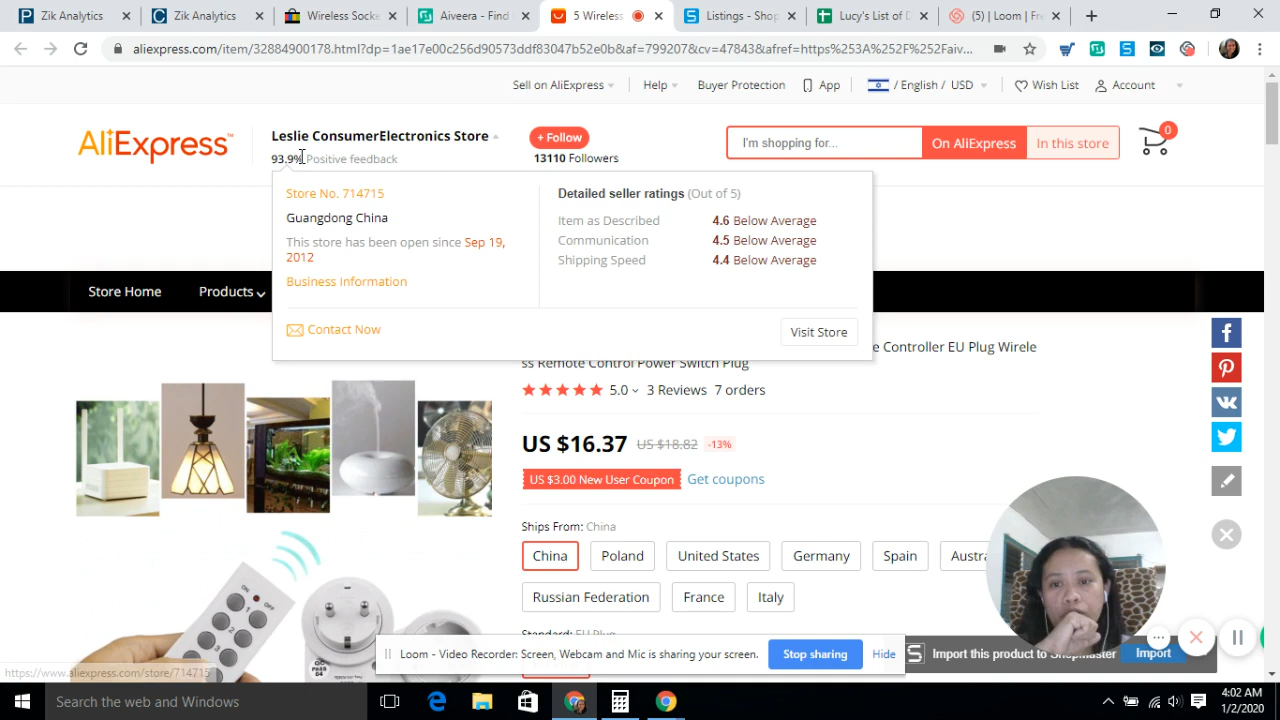 Zik Analytics
Zik Analytics
Wireless Socke
Aiveera - Find
5 Wireless
Listings - Shop
Lucy's List of D
(5) | Loom | Fre
aliexpress.com/item/32884900178.html?dp=1ae17e00c256d90573ddf83047b52e0b&af=799207&cv=47843&afref=https%253A%252F%252Faiv...
Sell on AliExpress
Help
Buyer Protection
App
/ English / USD
Wish List
Account
AliExpress™
Leslie ConsumerElectronics Store
93.9% Positive feedback
+ Follow
13110 Followers
I'm shopping for...
On AliExpress
In this store
0
Store No. 714715
Guangdong China
This store has been open since Sep 19,
2012
Business Information
Contact Now
Detailed seller ratings (Out of 5)
Item as Described 4.6 Below Average
Communication 4.5 Below Average
Shipping Speed 4.4 Below Average
Visit Store
Store Home
Products
e Controller EU Plug Wirele
ss Remote Control Power Switch Plug
5.0 3 Reviews 7 orders
US $16.37 US $18.82 -13%
US $3.00 New User Coupon Get coupons
Ships From: China
China
Poland
United States
Germany
Spain
Austra
Russian Federation
France
Italy
Standard: EU Plug
ON OFF
1
2
3
Loom - Video Recorder: Screen, Webcam and Mic is sharing your screen.
Stop sharing
Hide
Import this product to Shopmaster
Import
https://www.aliexpress.com/store/714715
Search the web and Windows
4:02 AM
1/2/2020